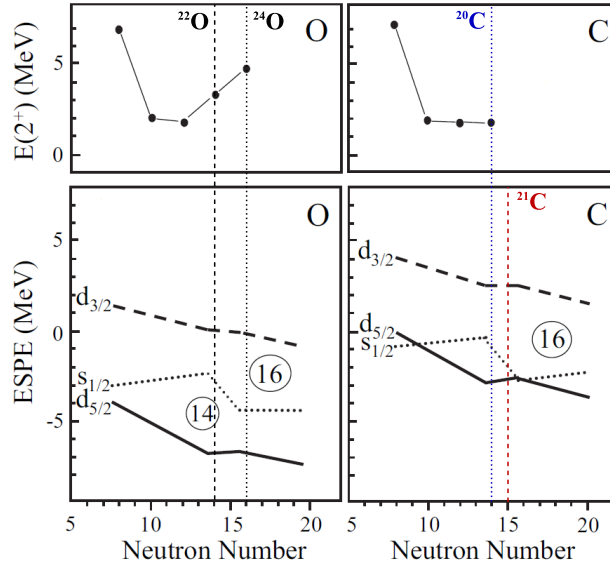 ²²O ²⁴O O
E(2⁺) (MeV)
5
0
²⁰C C
O
ESPE (MeV)
5
0
-5
d3/2
s1/2
d5/2
16
14
5 10 15 20
Neutron Number
²¹C C
d3/2
d5/2
s1/2
16
10 15 20
Neutron Number